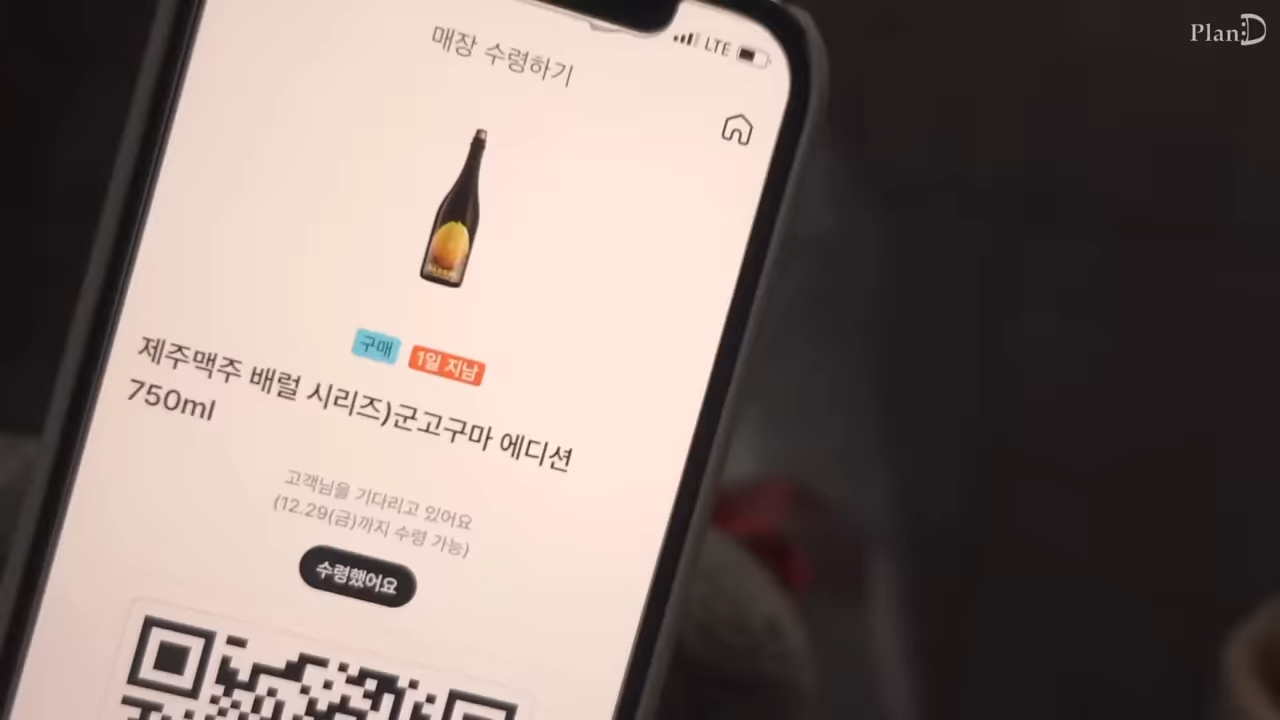 Plan:D
LTE
매장 수령하기
구매
1일 지남
제주맥주 배럴 시리즈)군고구마 에디션
750ml
고객님을 기다리고 있어요
(12.29(금)까지 수령 가능)
수령했어요